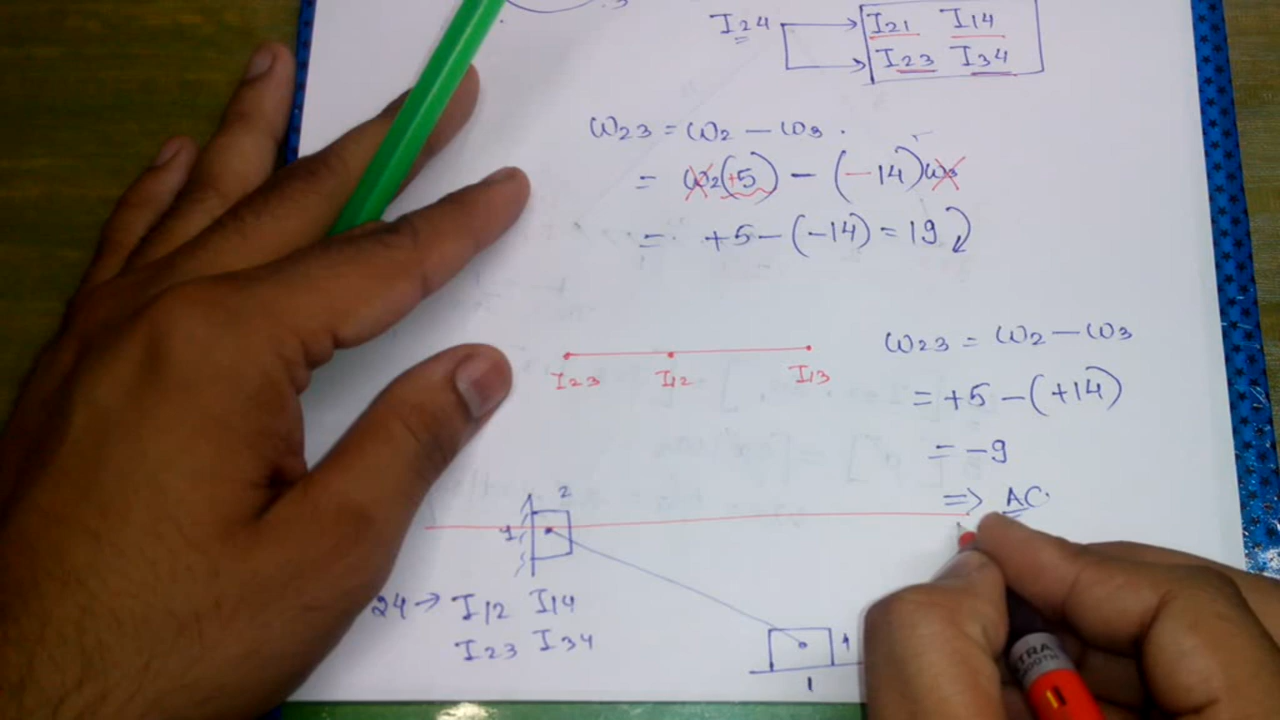 I24 I21 I14
I23 I34
ω23 = ω2 − ω3.
= ω2(+5) − (−14)ω3
= +5−(−14) = 19
I23 I12 I13
ω23 = ω2 − ω3
= +5 −(+14)
= −9
=> AC
2
1
24 → I12 I14
I23 I34
4
1